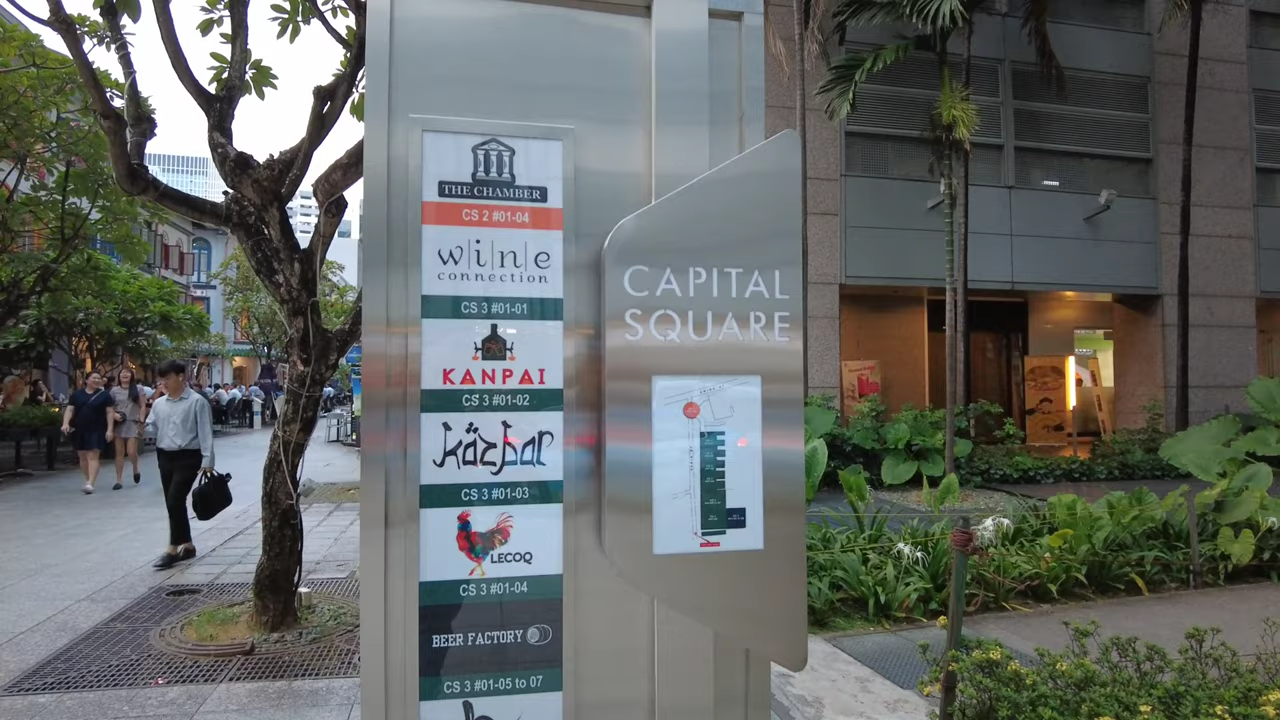 THE CHAMBER
CS 2 #01-04
w|i|n|e
connection
CS 3 #01-01
KANPAI
CS 3 #01-02
kazbar
CS 3 #01-03
LECOQ
CS 3 #01-04
BEER FACTORY
CS 3 #01-05 to 07
CAPITAL
SQUARE